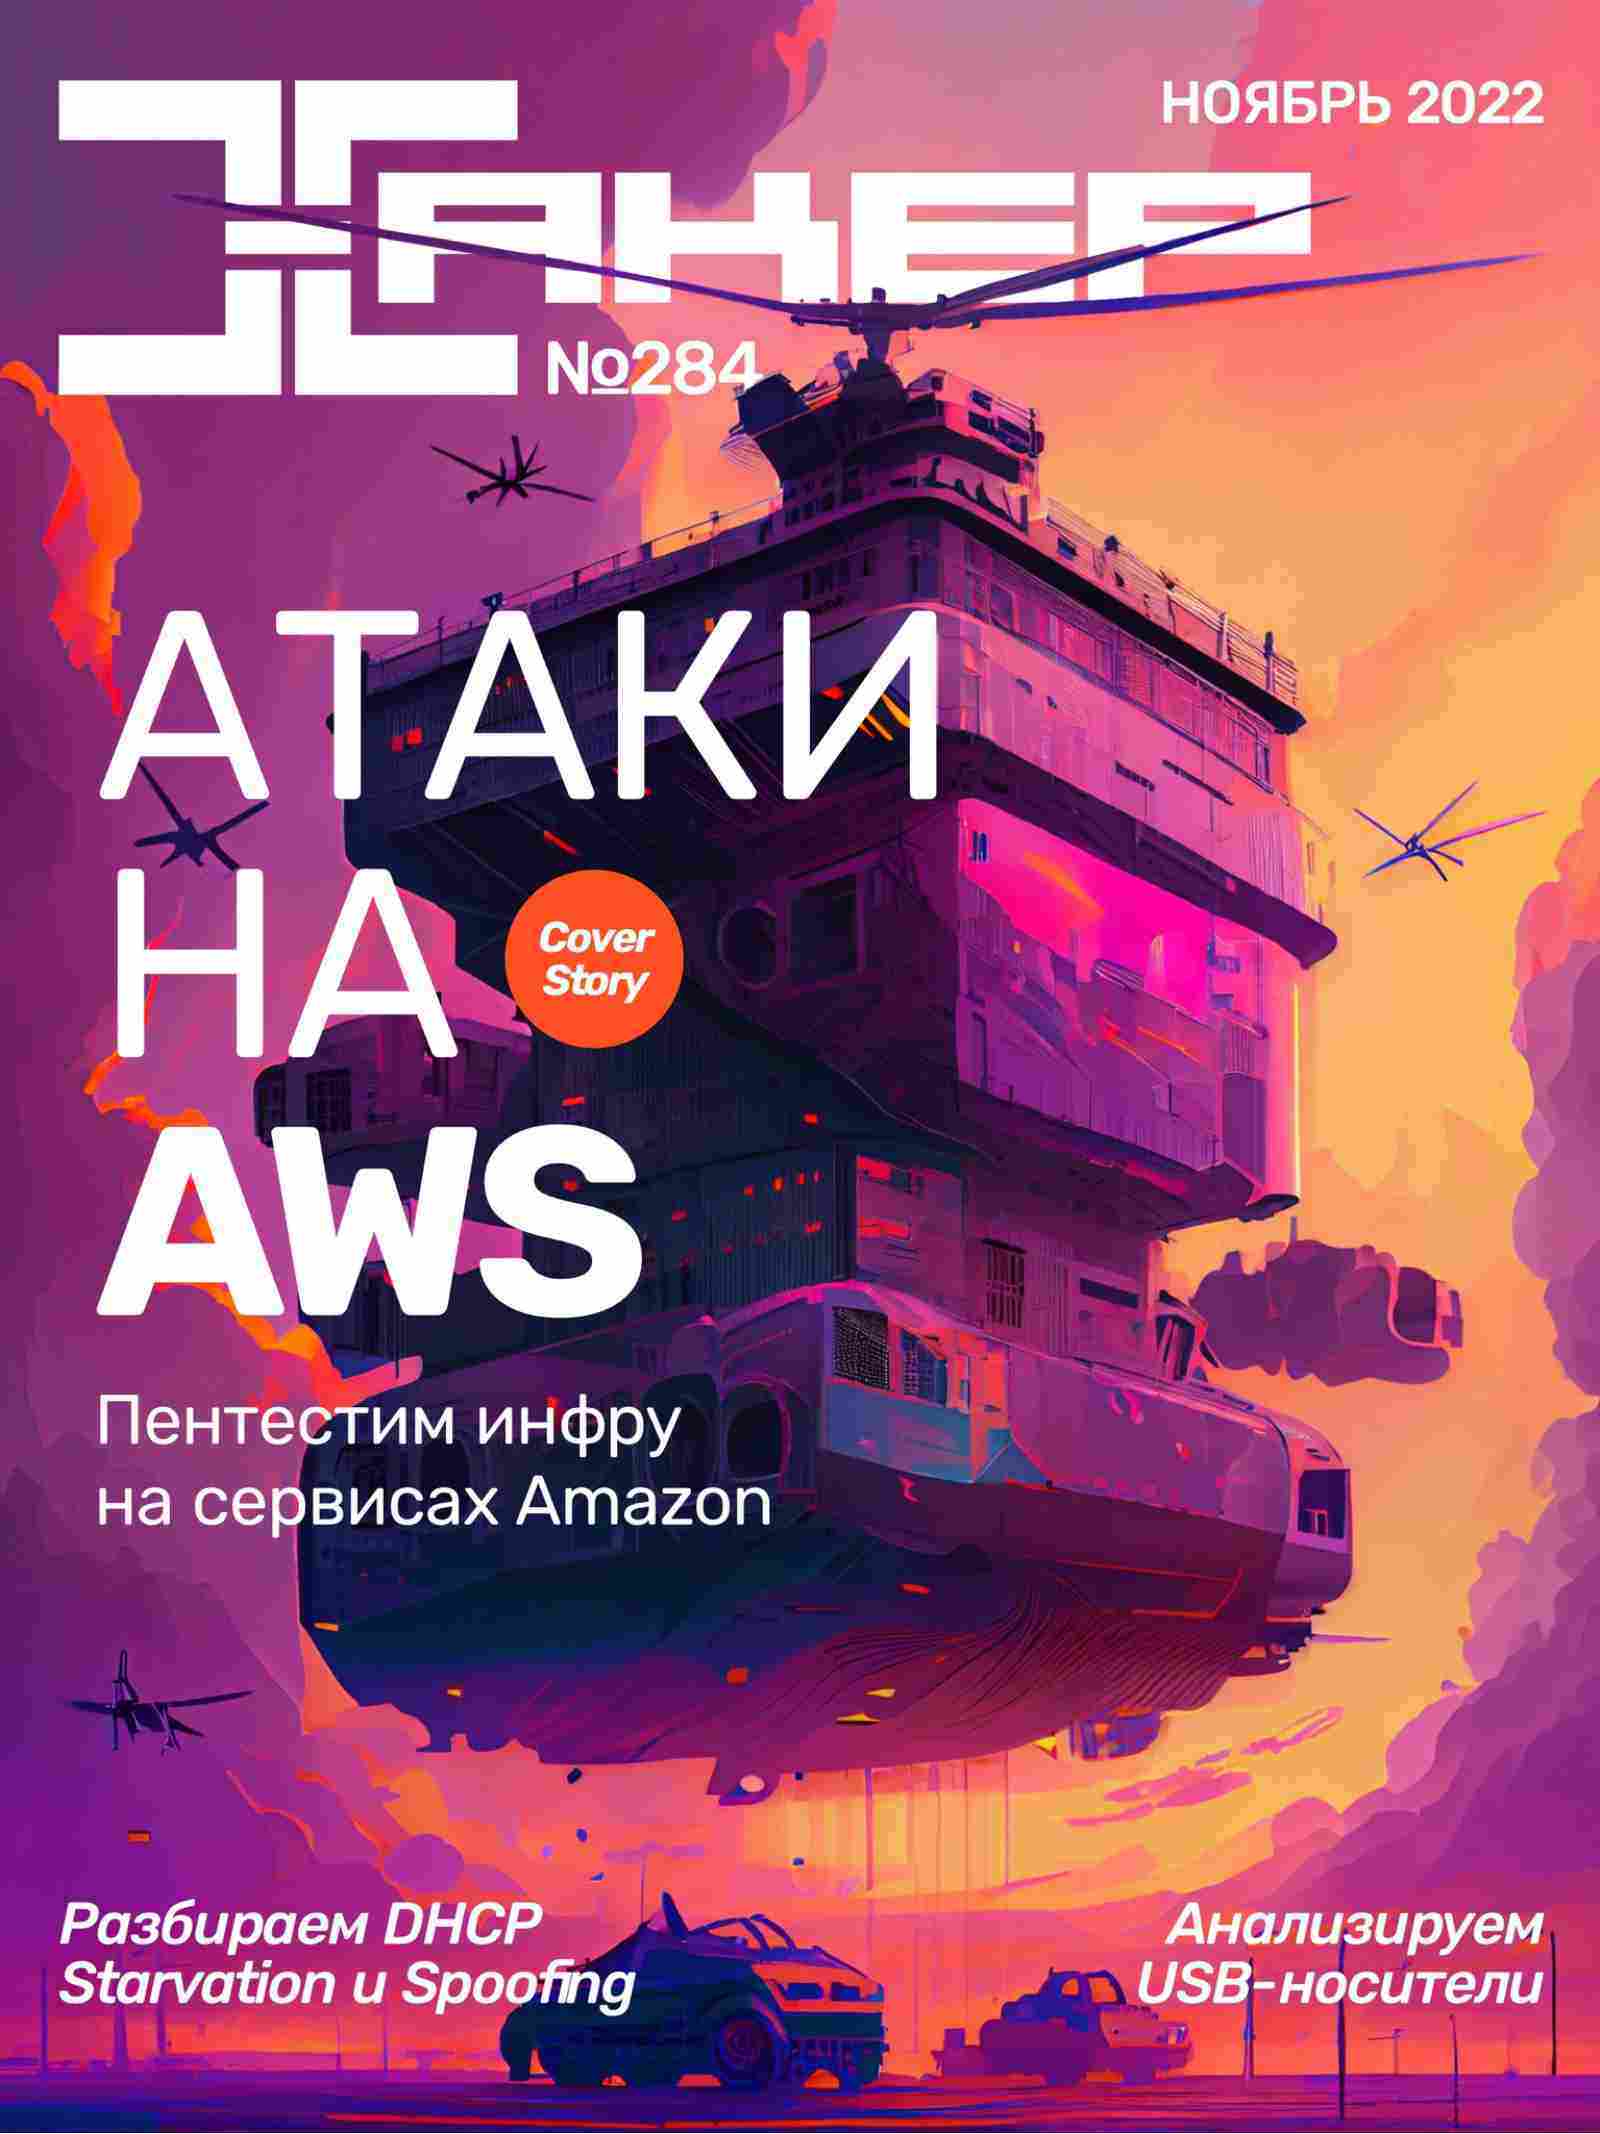 НОЯБРЬ 2022
ХАКЕР
№284
АТАКИ
НА
Cover
Story
AWS
Пентестим инфру
на сервисах Amazon
Разбираем DHCP
Starvation и Spoofing
Анализируем
USB-носители